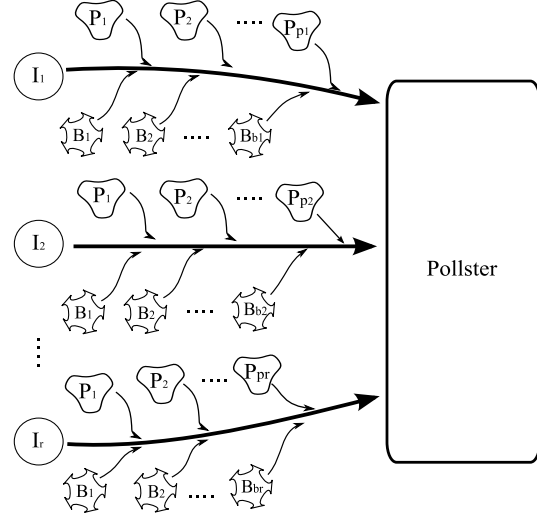 P1 P2 .... Pp1
I1
B1 B2 .... Bb1
P1 P2 .... Pp2
I2
Pollster
B1 B2 .... Bb2
P1 P2 .... Ppr
Ir
B1 B2 .... Bbr